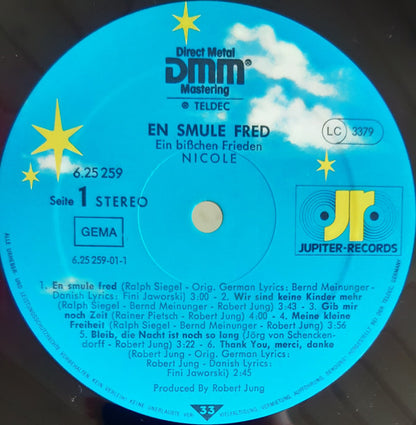 Direct Metal
DMM®
Mastering
℗ TELDEC
EN SMULE FRED
Ein bißchen Frieden
NICOLE
LC 3379
6.25 259
Seite 1 STEREO
GEMA
6.25 259-01-1
Jr
JUPITER-RECORDS
1. En smule fred (Ralph Siegel - Orig. German Lyrics: Bernd Meinunger -
Danish Lyrics: Fini Jaworski) 3:00 - 2. Wir sind keine Kinder mehr
(Ralph Siegel - Bernd Meinunger - Robert Jung) 3:43 - 3. Gib mir
noch Zeit (Rainer Pietsch - Robert Jung) 4:00 - 4. Meine kleine
Freiheit (Ralph Siegel - Bernd Meinunger - Robert Jung) 3:56
5. Bleib, die Nacht ist noch so lang (Jörg von Schencken-
dorff - Robert Jung) 3:22 - 6. Thank You, merci, danke
(Robert Jung - Orig. German Lyrics:
Robert Jung - Danish Lyrics:
Fini Jaworski) 3:45
Produced By Robert Jung
33